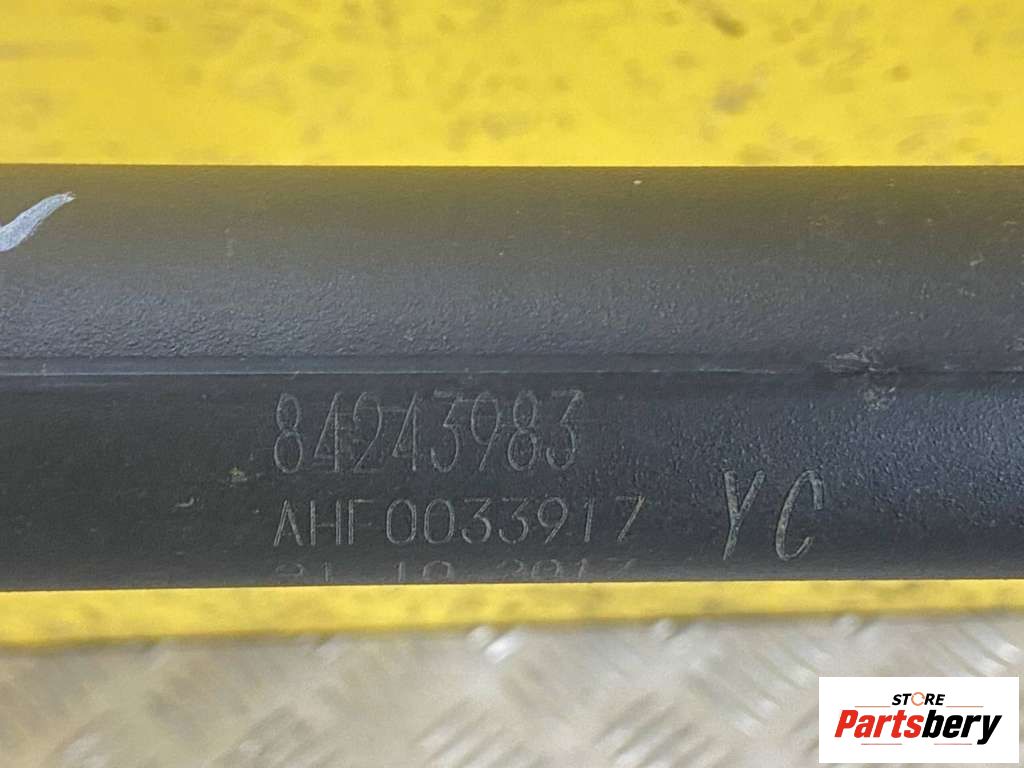 84243983
AHF0033917 YC
STORE
Partsbery